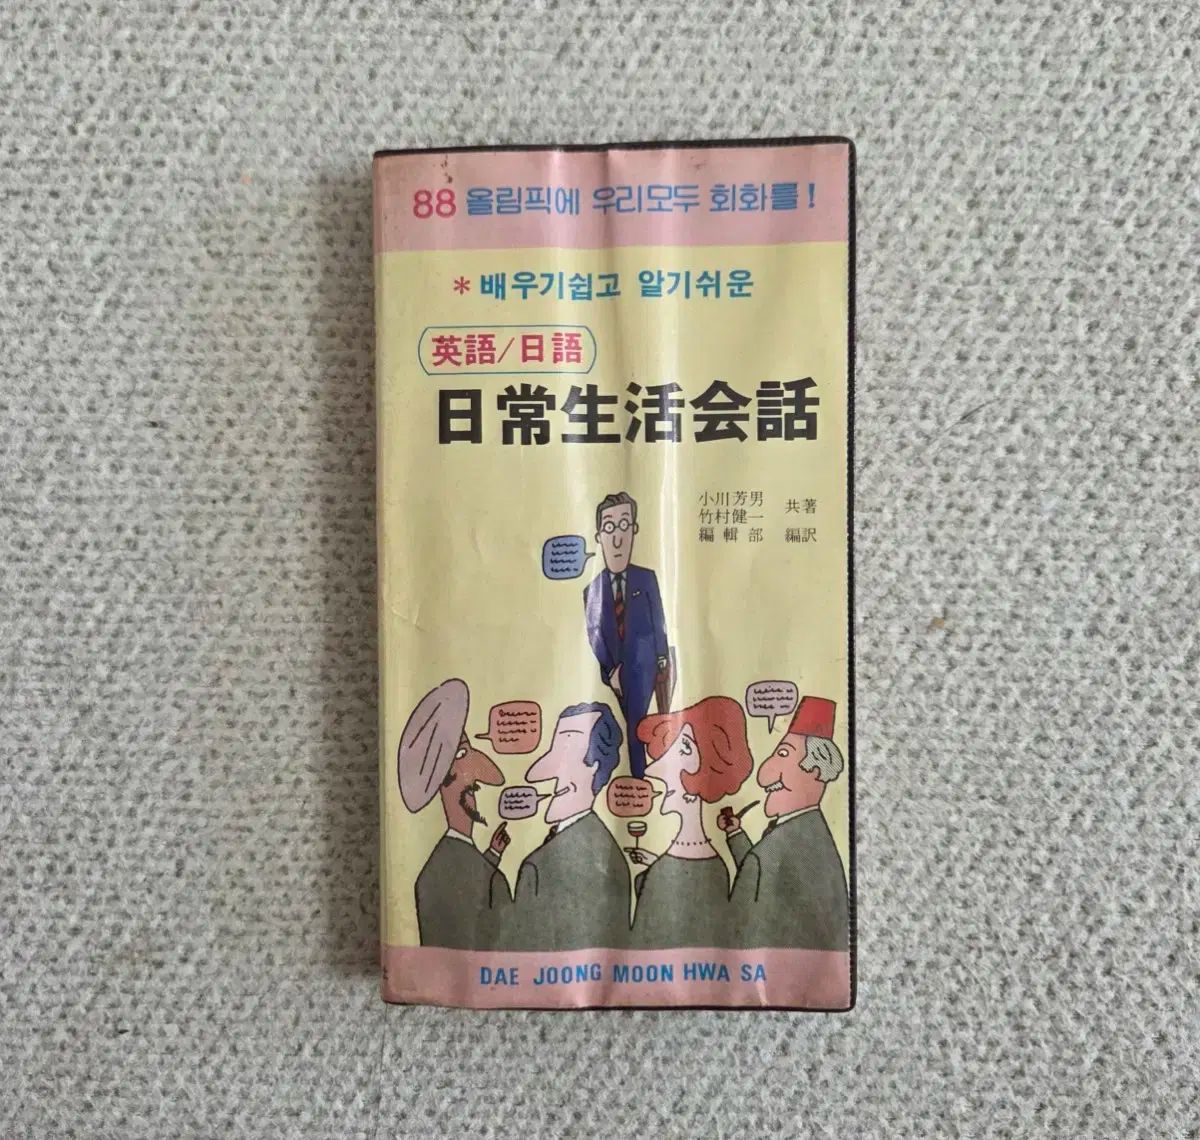 88 올림픽에 우리모두 회화를!
* 배우기쉽고 알기쉬운
英語/日語
日常生活会話
小川芳男
竹村健一 共著
編輯部 編訳
DAE JOONG MOON HWA SA